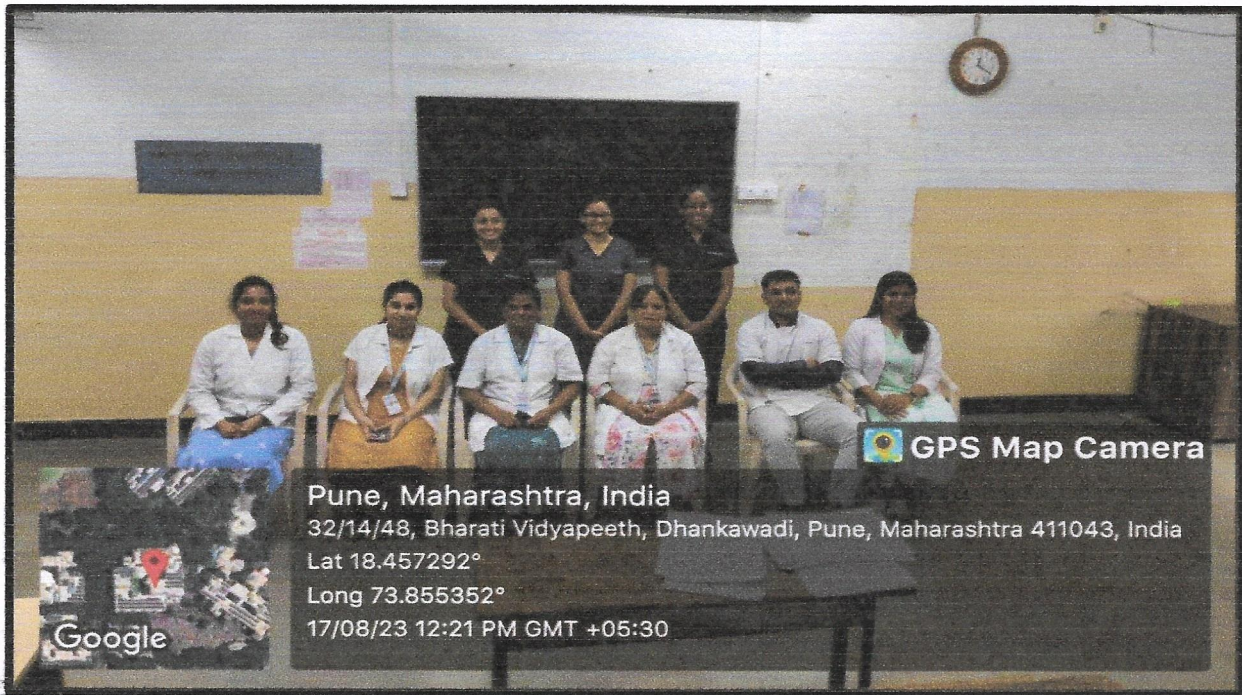 GPS Map Camera
Pune, Maharashtra, India
32/14/48, Bharati Vidyapeeth, Dhankawadi, Pune, Maharashtra 411043, India
Lat 18.457292°
Long 73.855352°
17/08/23 12:21 PM GMT +05:30
Google